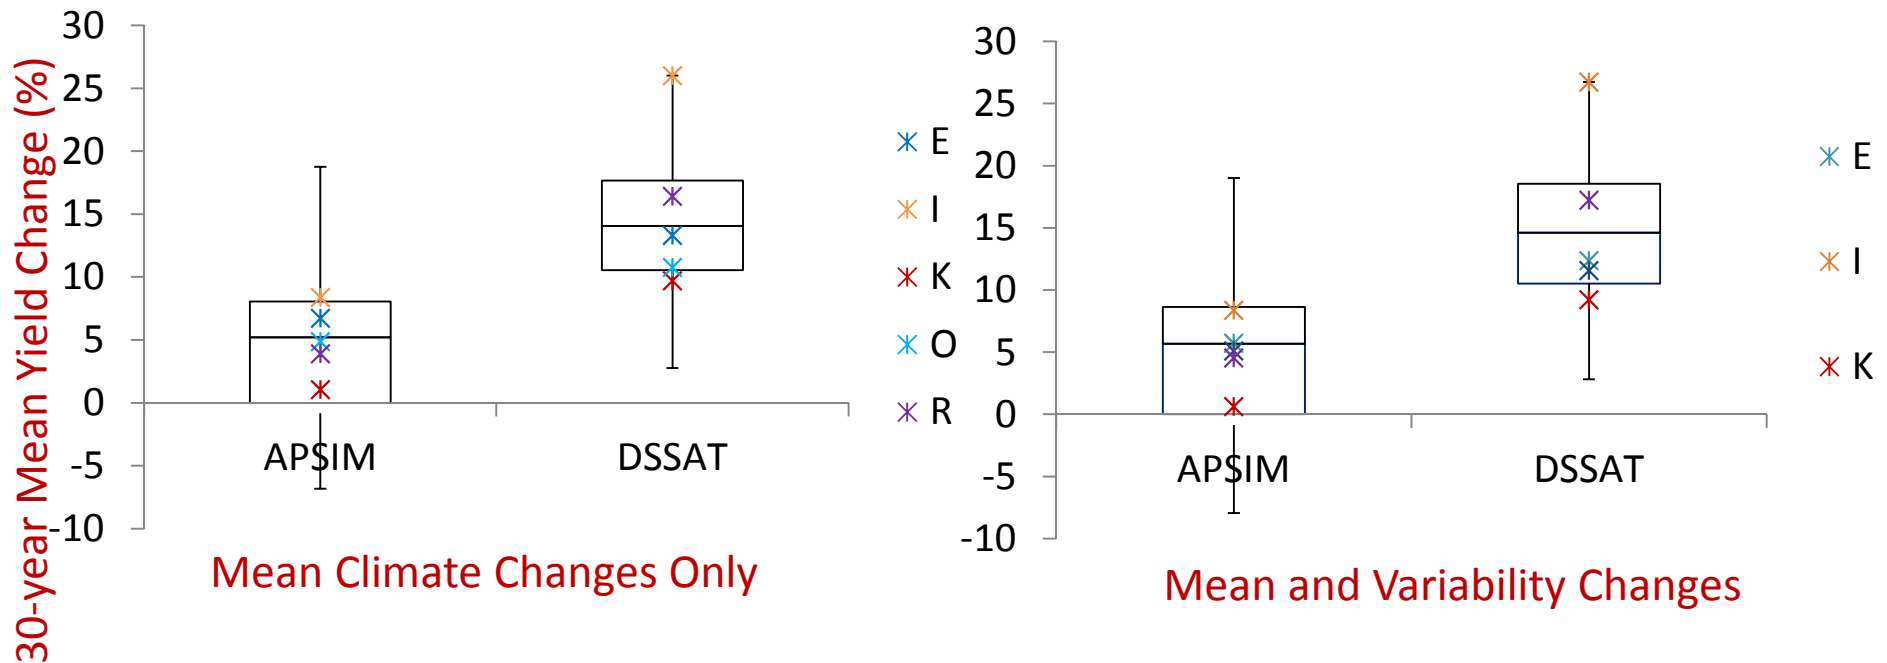 30-year Mean Yield Change (%)
30
25
20
15
10
5
0
-5
-10
APSIM
DSSAT
E
I
K
O
R
Mean Climate Changes Only
30
25
20
15
10
5
0
-5
-10
APSIM
DSSAT
E
I
K
Mean and Variability Changes